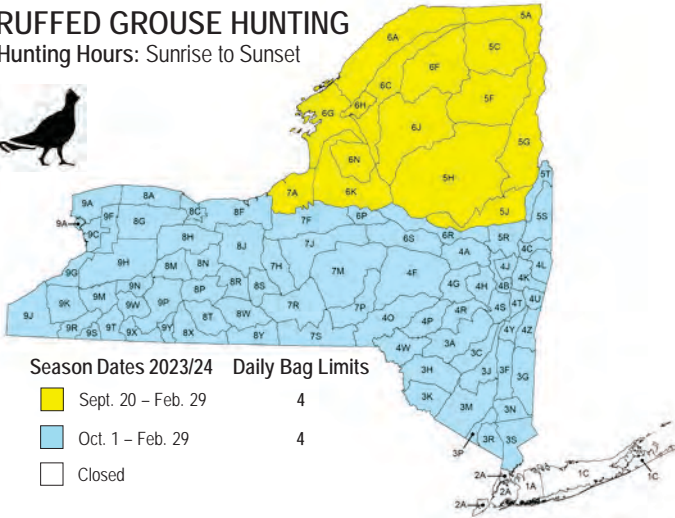 RUFFED GROUSE HUNTING
Hunting Hours: Sunrise to Sunset
5A
6A
5C
6F
6C
5F
6H
6G
6J
5G
6N
5H
5T
7A
6K
9A
8A
8C
8F
5J
5S
9A
9F
8G
7F
6P
9C
8H
6S
6R
5R
8J
7J
4A
4C
9H
8M
8N
7H
7M
4F
4J
4L
9G
4K
9N
8R
8S
4G
4H
4B
9K
9M
8P
9J
9W
9P
7R
7P
4R
4S
4T
4U
8T
8W
4O
4P
9R
9S
9T
9X
9Y
8X
8Y
7S
4Y
4Z
4W
3A
3C
3H
3J
3F
3G
3K
3M
3N
3P
3R
3S
2A
2A
2A
1A
1C
1C
Season Dates 2023/24 Daily Bag Limits
Sept. 20 – Feb. 29 4
Oct. 1 – Feb. 29 4
Closed